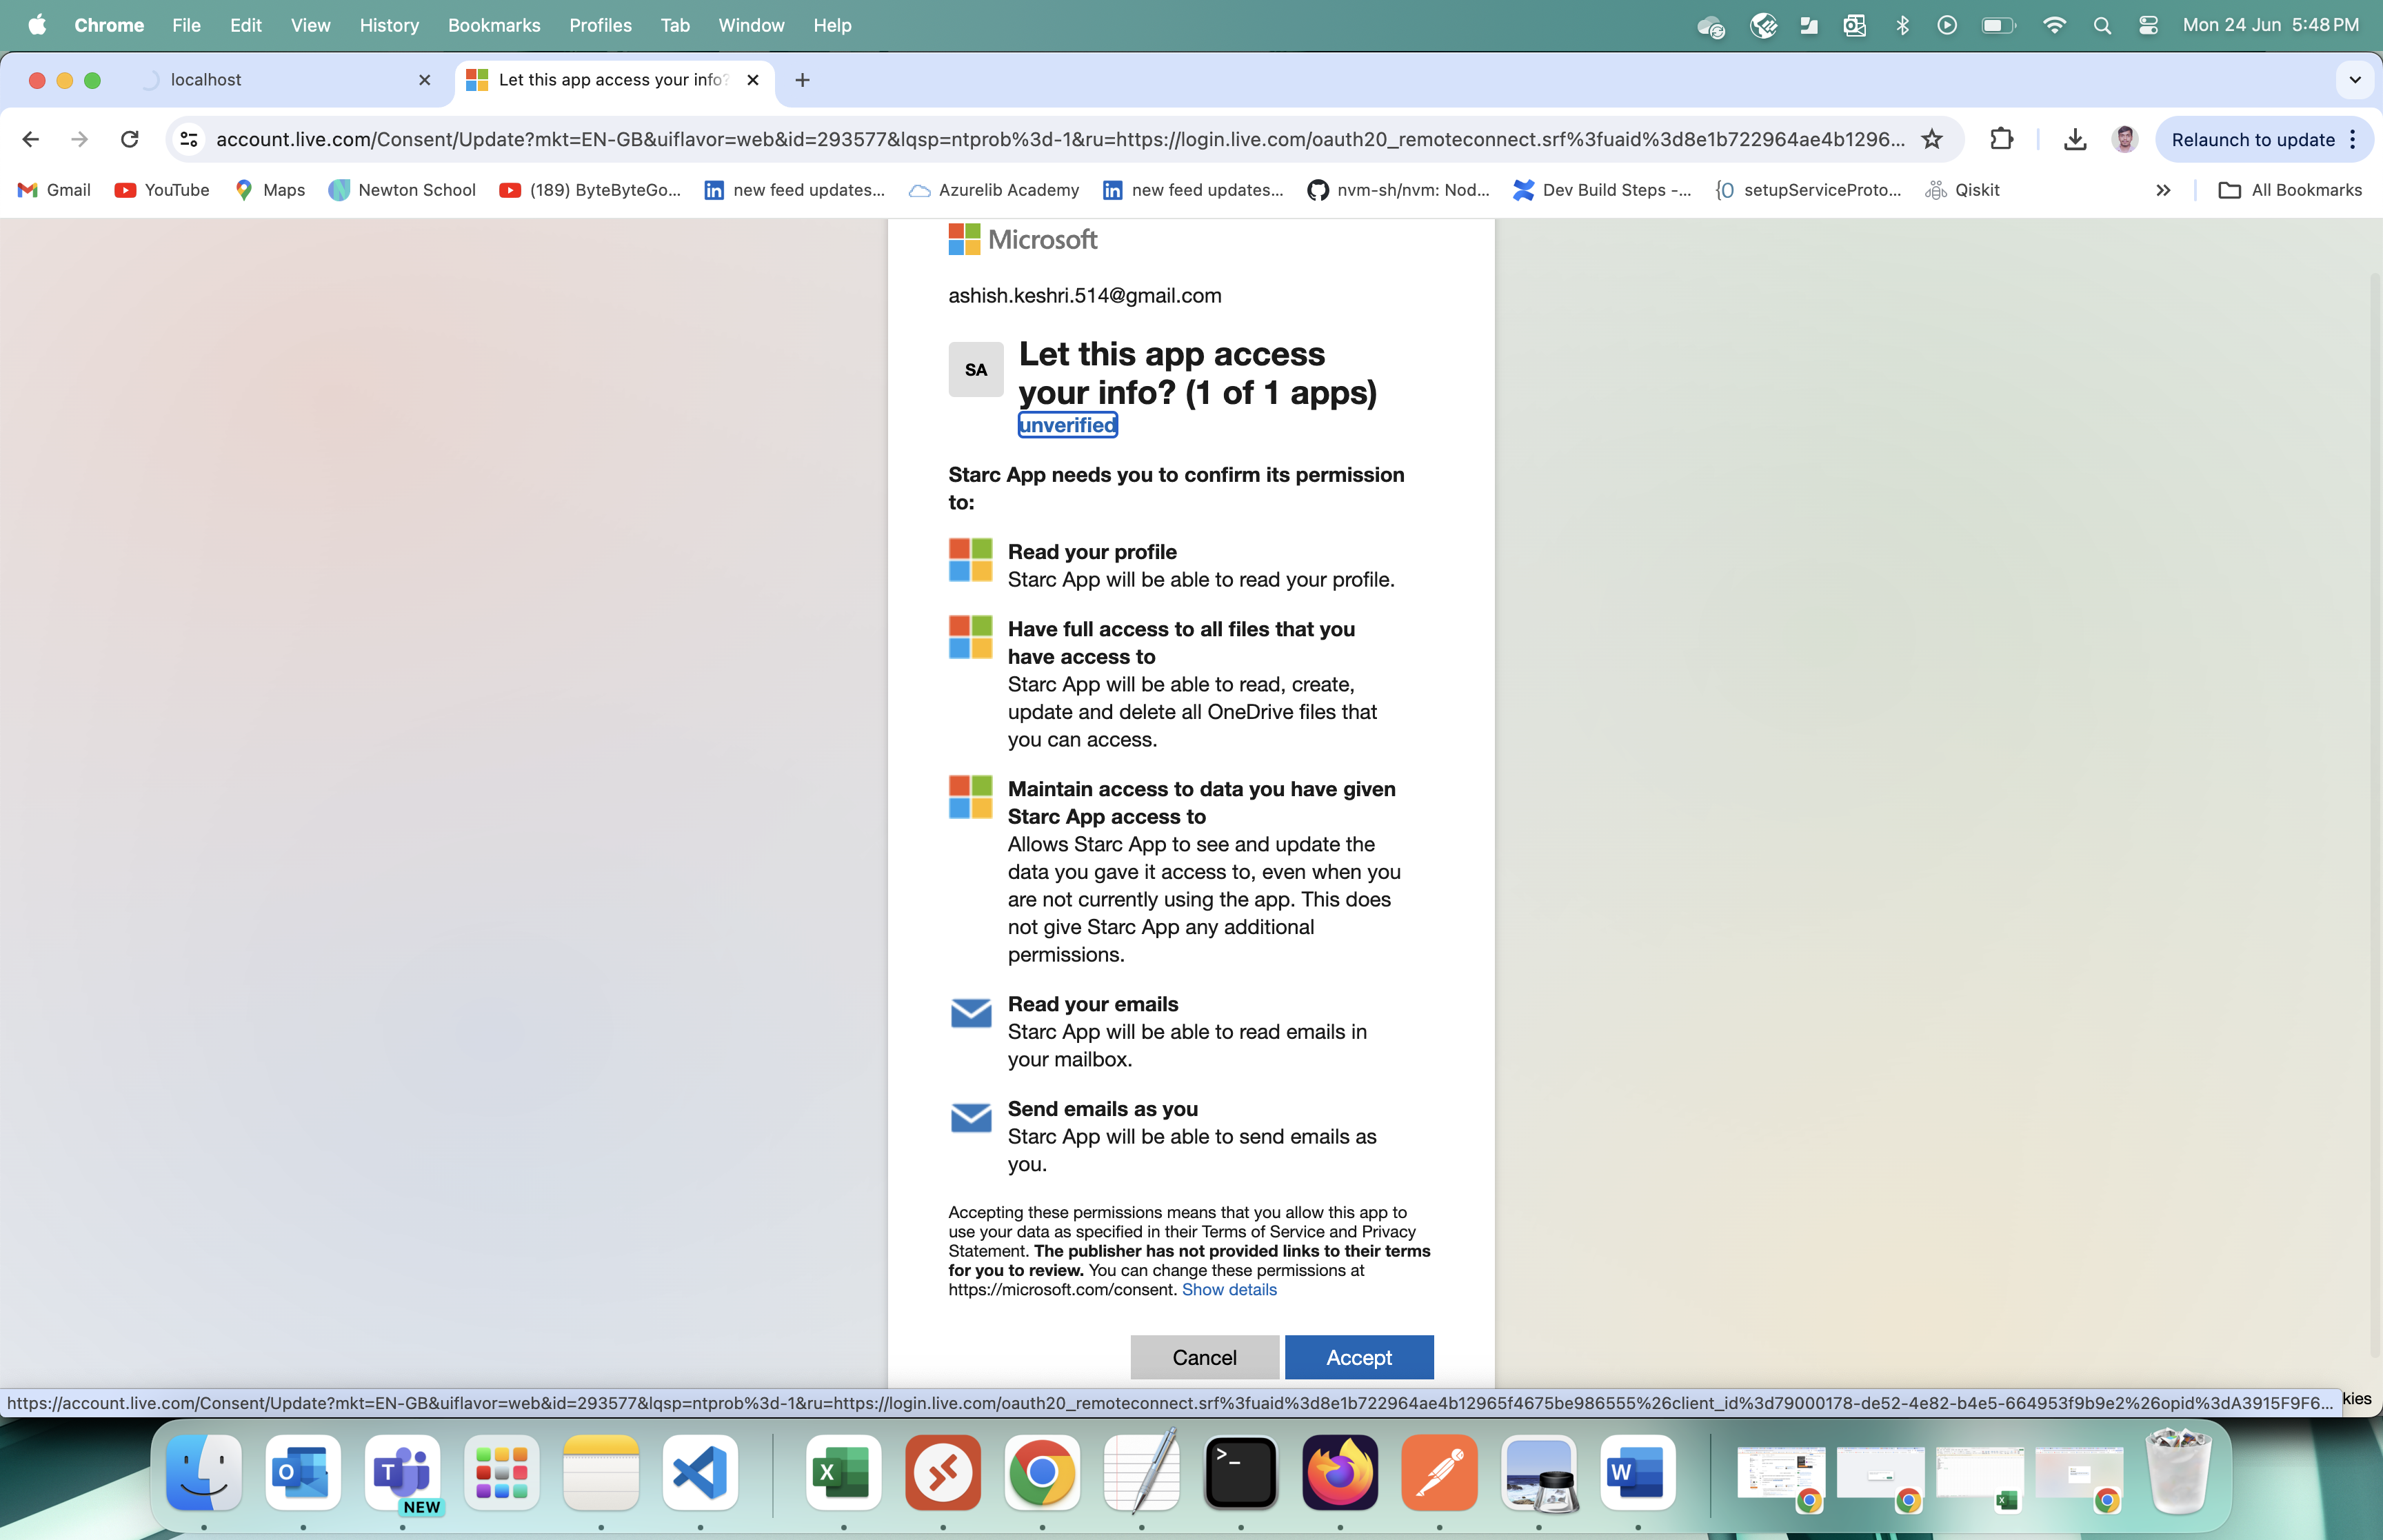 Chrome File Edit View History Bookmarks Profiles Tab Window Help Mon 24 Jun 5:48 PM
localhost Let this app access your info?
account.live.com/Consent/Update?mkt=EN-GB&uiflavor=web&id=293577&lqsp=ntprob%3d-1&ru=https://login.live.com/oauth20_remoteconnect.srf%3fuaid%3d8e1b722964ae4b1296... Relaunch to update
Gmail YouTube Maps Newton School (189) ByteByteGo... new feed updates... Azurelib Academy new feed updates... nvm-sh/nvm: Nod... Dev Build Steps -... setupServiceProto... Qiskit All Bookmarks
Microsoft
ashish.keshri.514@gmail.com
SA
Let this app access
your info? (1 of 1 apps)
unverified
Starc App needs you to confirm its permission
to:
Read your profile
Starc App will be able to read your profile.
Have full access to all files that you
have access to
Starc App will be able to read, create,
update and delete all OneDrive files that
you can access.
Maintain access to data you have given
Starc App access to
Allows Starc App to see and update the
data you gave it access to, even when you
are not currently using the app. This does
not give Starc App any additional
permissions.
Read your emails
Starc App will be able to read emails in
your mailbox.
Send emails as you
Starc App will be able to send emails as
you.
Accepting these permissions means that you allow this app to
use your data as specified in their Terms of Service and Privacy
Statement. The publisher has not provided links to their terms
for you to review. You can change these permissions at
https://microsoft.com/consent. Show details
Cancel Accept
https://account.live.com/Consent/Update?mkt=EN-GB&uiflavor=web&id=293577&lqsp=ntprob%3d-1&ru=https://login.live.com/oauth20_remoteconnect.srf%3fuaid%3d8e1b722964ae4b12965f4675be986555%26client_id%3d79000178-de52-4e82-b4e5-664953f9b9e2%26opid%3dA3915F9F6... kies
NEW